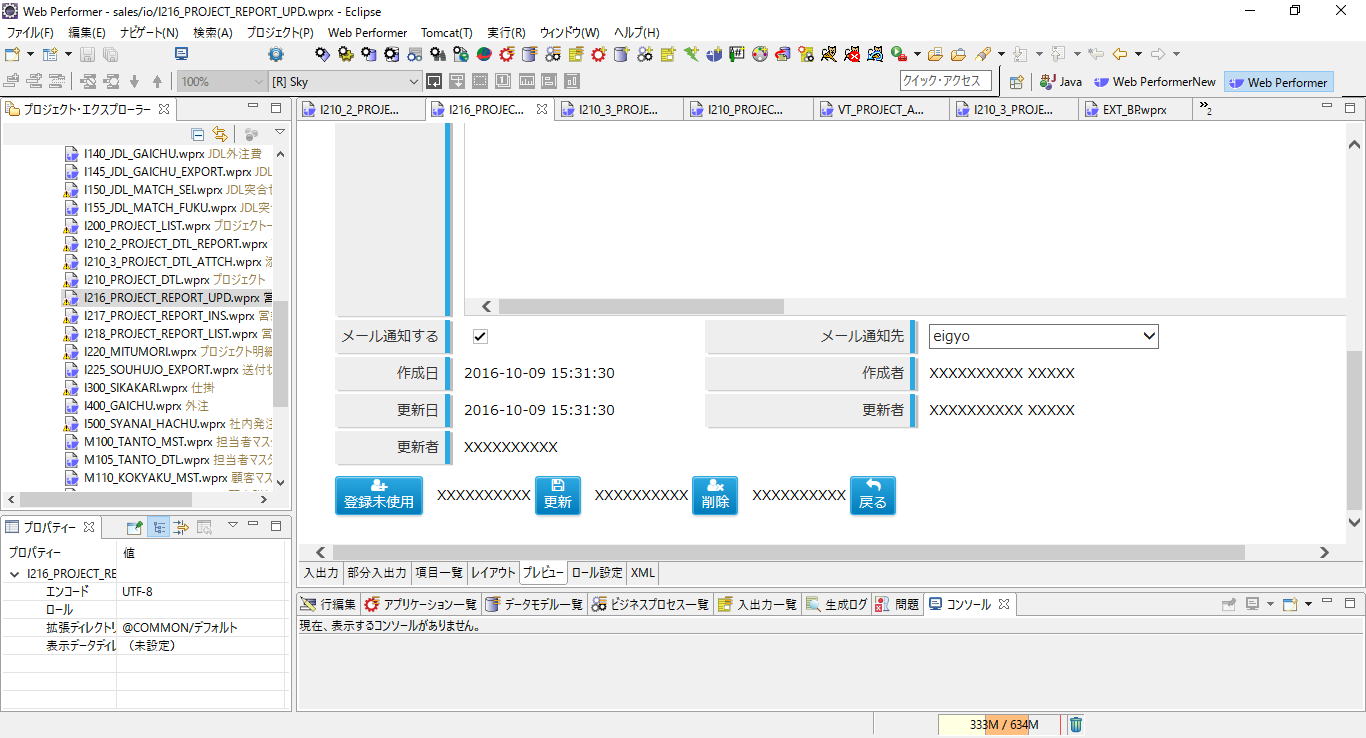 Web Performer - sales/io/I216_PROJECT_REPORT_UPD.wprx - Eclipse
ファイル(F) 編集(E) ナビゲート(N) 検索(A) プロジェクト(P) Web Performer Tomcat(T) 実行(R) ウィンドウ(W) ヘルプ(H)
100% [R] Sky クイック・アクセス Java Web PerformerNew Web Performer
プロジェクト・エクスプローラー
I210_2_PROJE... I216_PROJEC... I210_3_PROJE... I210_PROJEC... VT_PROJECT_A... I210_3_PROJE... EXT_BP.wprx »2
I140_JDL_GAICHU.wprx JDL外注費
I145_JDL_GAICHU_EXPORT.wprx JDL
I150_JDL_MATCH_SEI.wprx JDL突合せ
I155_JDL_MATCH_FUKU.wprx JDL突
I200_PROJECT_LIST.wprx プロジェクト一
I210_2_PROJECT_DTL_REPORT.wprx
I210_3_PROJECT_DTL_ATTCH.wprx 添
I210_PROJECT_DTL.wprx プロジェクト
I216_PROJECT_REPORT_UPD.wprx 営
I217_PROJECT_REPORT_INS.wprx 営
I218_PROJECT_REPORT_LIST.wprx 営
I220_MITUMORI.wprx プロジェクト明細
I225_SOUHUJO_EXPORT.wprx 送付状
I300_SIKAKARI.wprx 仕掛
I400_GAICHU.wprx 外注
I500_SYANAI_HACHU.wprx 社内発注
M100_TANTO_MST.wprx 担当者マス
M105_TANTO_DTL.wprx 担当者マスタ
M110_KOKYAKU_MST.wprx 顧客マス
メール通知する メール通知先 eigyo
作成日 2016-10-09 15:31:30 作成者 XXXXXXXXXX XXXXX
更新日 2016-10-09 15:31:30 更新者 XXXXXXXXXX XXXXX
更新者 XXXXXXXXXX
登録未使用 XXXXXXXXXX 更新 XXXXXXXXXX 削除 XXXXXXXXXX 戻る
入出力 部分入出力 項目一覧 レイアウト プレビュー ロール設定 XML
プロパティー
プロパティー 値
I216_PROJECT_RE
エンコード UTF-8
ロール
拡張ディレクトリ @COMMON/デフォルト
表示データディレ (未設定)
行編集 アプリケーション一覧 データモデル一覧 ビジネスプロセス一覧 入出力一覧 生成ログ 問題 コンソール
現在、表示するコンソールがありません。
333M / 634M